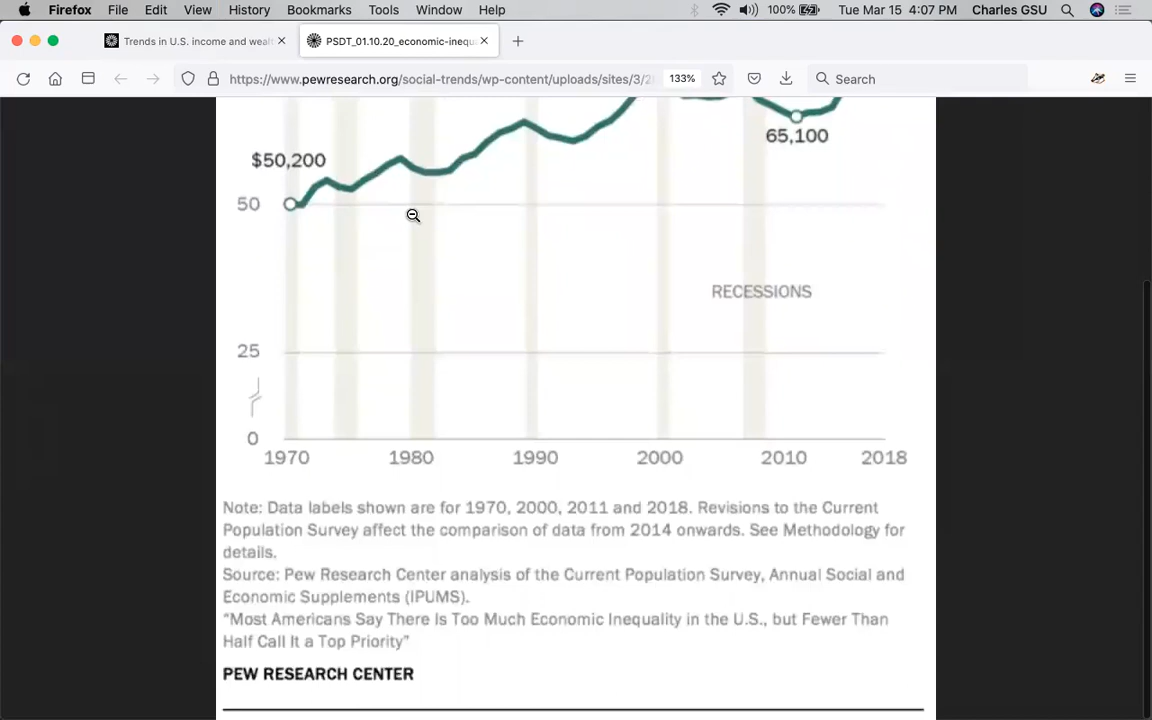 Firefox File Edit View History Bookmarks Tools Window Help 100% Tue Mar 15 4:07 PM Charles GSU
Trends in U.S. income and wealt PSDT_01.10.20_economic-inequ
https://www.pewresearch.org/social-trends/wp-content/uploads/sites/3/2 133% Search
65,100
$50,200
50
RECESSIONS
25
0
1970 1980 1990 2000 2010 2018
Note: Data labels shown are for 1970, 2000, 2011 and 2018. Revisions to the Current
Population Survey affect the comparison of data from 2014 onwards. See Methodology for
details.
Source: Pew Research Center analysis of the Current Population Survey, Annual Social and
Economic Supplements (IPUMS).
“Most Americans Say There Is Too Much Economic Inequality in the U.S., but Fewer Than
Half Call It a Top Priority”
PEW RESEARCH CENTER